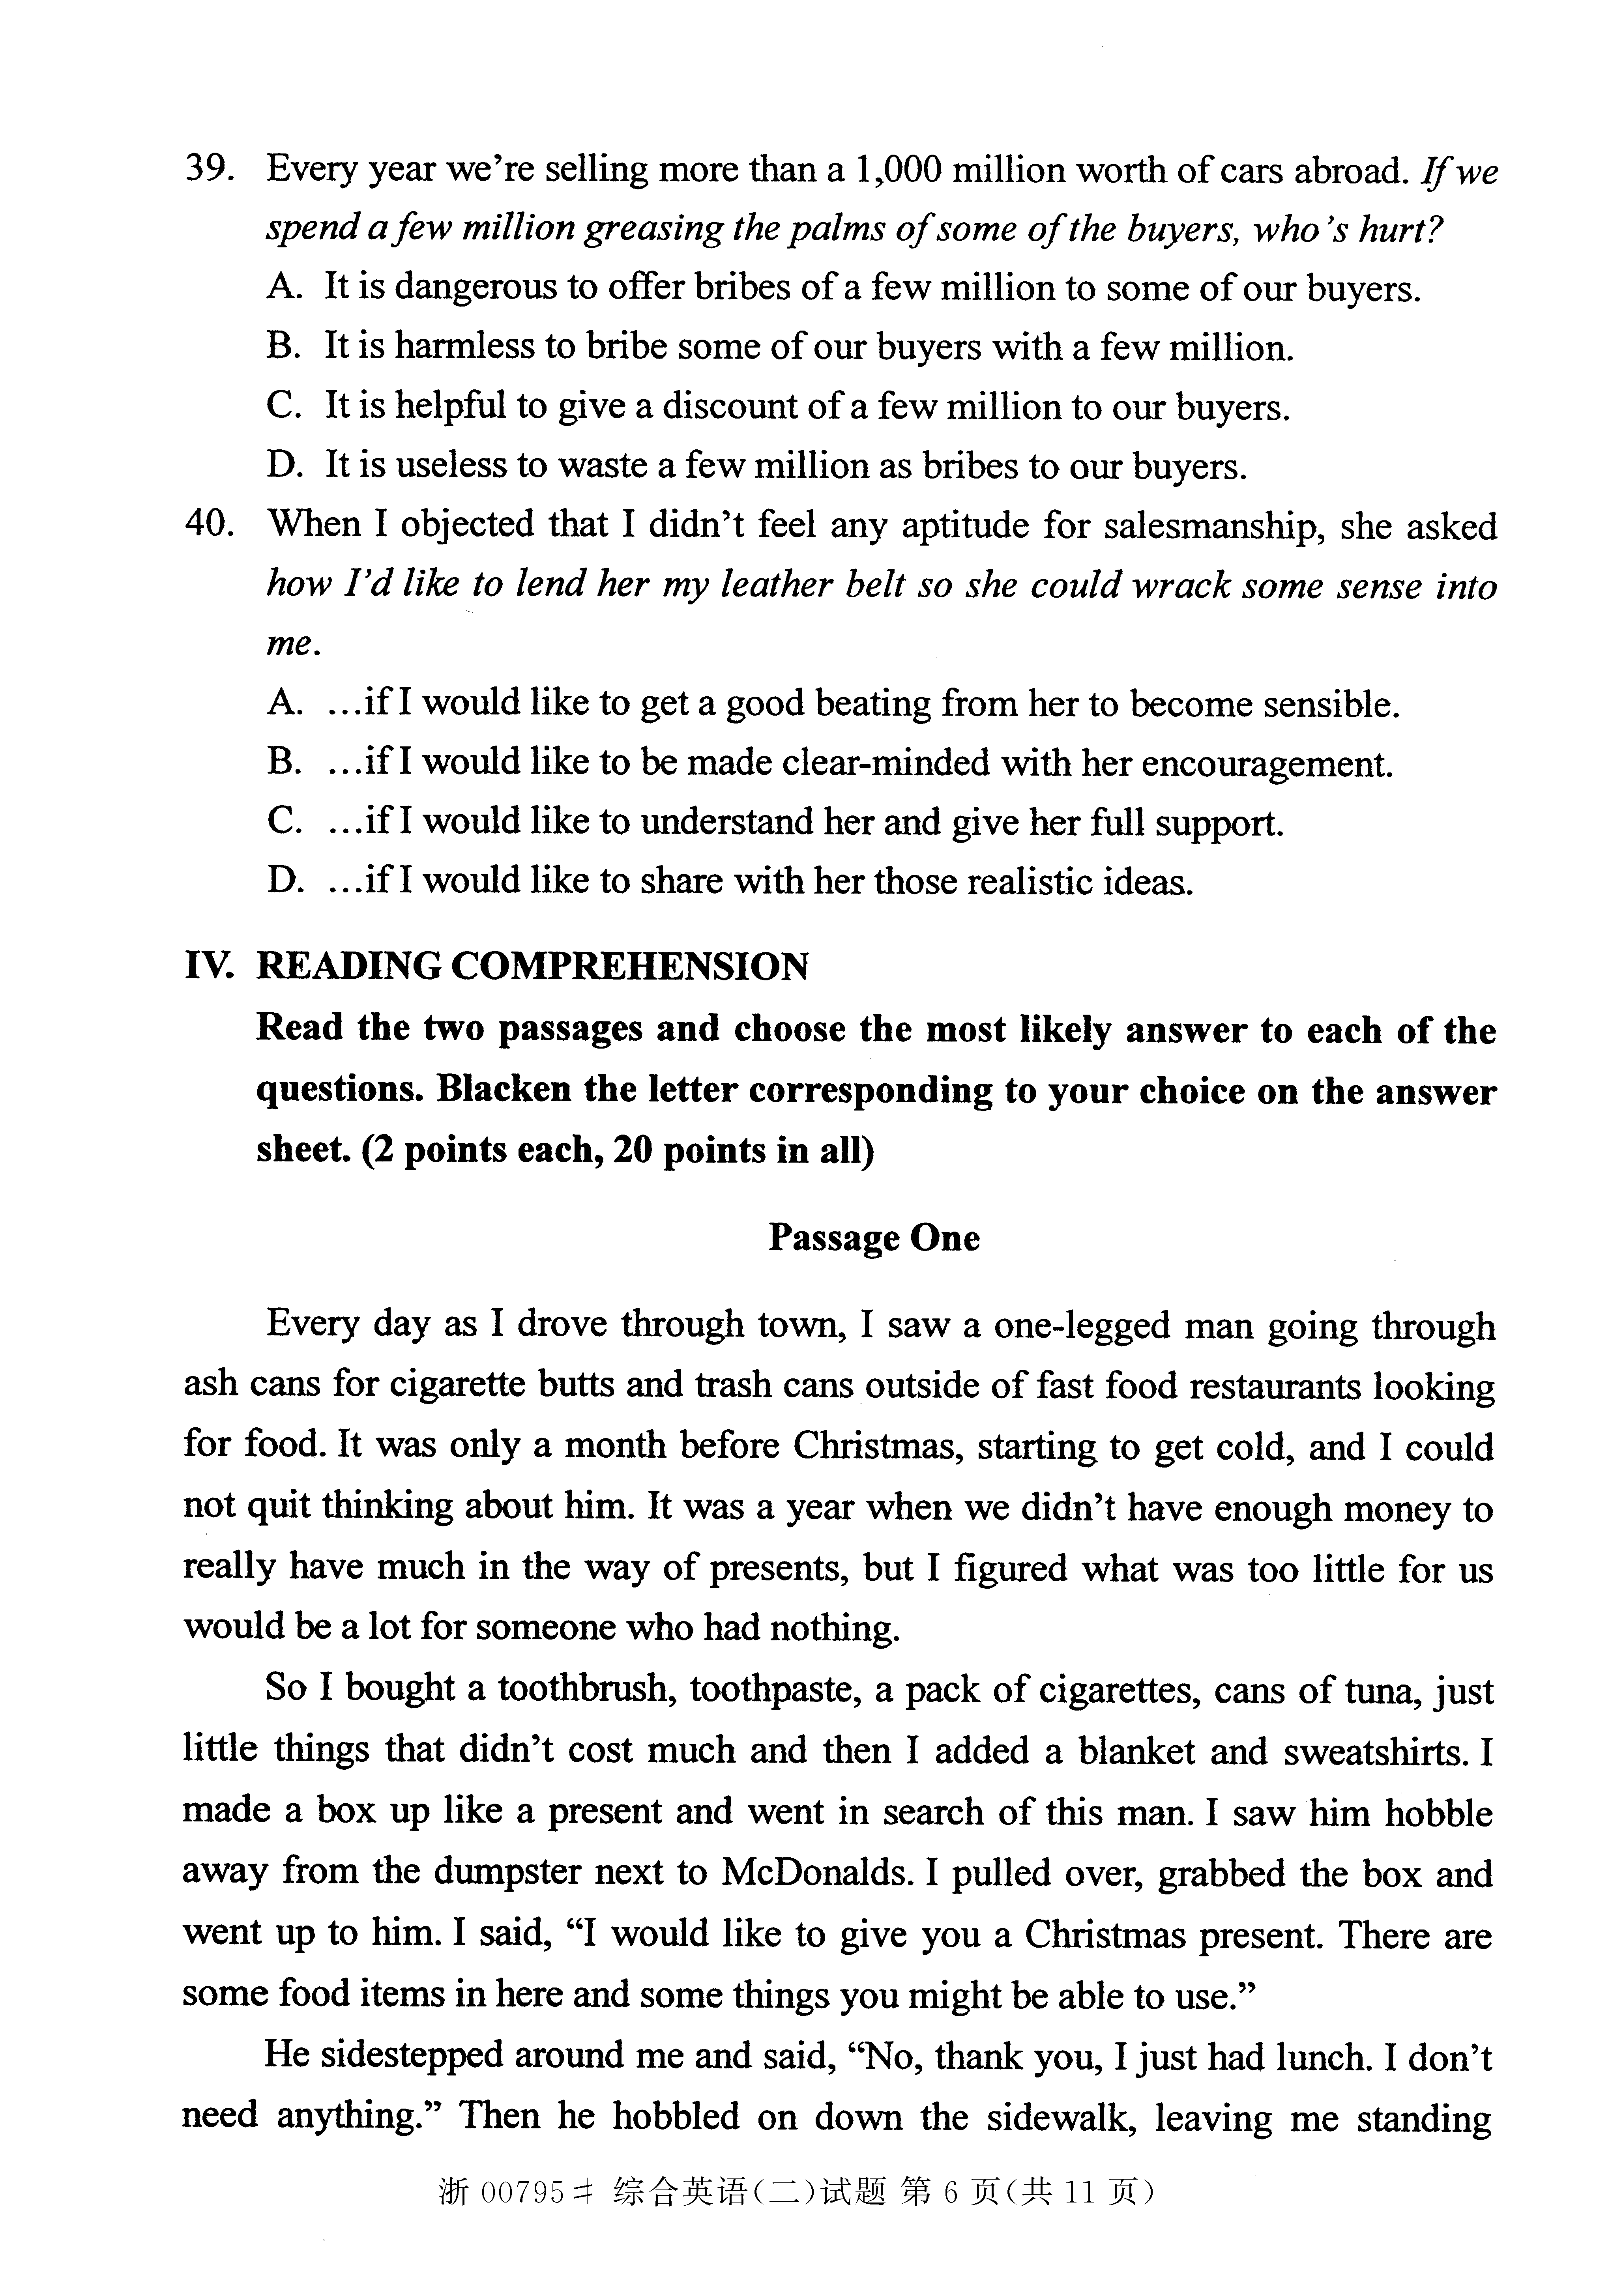 39. Every year we're selling more than a 1,000 million worth of cars abroad. If we
spend a few million greasing the palms of some of the buyers, who's hurt?
A. It is dangerous to offer bribes of a few million to some of our buyers.
B. It is harmless to bribe some of our buyers with a few million.
C. It is helpful to give a discount of a few million to our buyers.
D. It is useless to waste a few million as bribes to our buyers.
40. When I objected that I didn't feel any aptitude for salesmanship, she asked
how I'd like to lend her my leather belt so she could wrack some sense into
me.
A. …if I would like to get a good beating from her to become sensible.
B. …if I would like to be made clear-minded with her encouragement.
C. …if I would like to understand her and give her full support.
D. …if I would like to share with her those realistic ideas.
IV. READING COMPREHENSION
Read the two passages and choose the most likely answer to each of the
questions. Blacken the letter corresponding to your choice on the answer
sheet. (2 points each, 20 points in all)
Passage One
Every day as I drove through town, I saw a one-legged man going through
ash cans for cigarette butts and trash cans outside of fast food restaurants looking
for food. It was only a month before Christmas, starting to get cold, and I could
not quit thinking about him. It was a year when we didn't have enough money to
really have much in the way of presents, but I figured what was too little for us
would be a lot for someone who had nothing.
So I bought a toothbrush, toothpaste, a pack of cigarettes, cans of tuna, just
little things that didn't cost much and then I added a blanket and sweatshirts. I
made a box up like a present and went in search of this man. I saw him hobble
away from the dumpster next to McDonalds. I pulled over, grabbed the box and
went up to him. I said, “I would like to give you a Christmas present. There are
some food items in here and some things you might be able to use.”
He sidestepped around me and said, “No, thank you, I just had lunch. I don't
need anything.” Then he hobbled on down the sidewalk, leaving me standing
浙 00795# 综合英语(二)试题 第 6 页(共 11 页)